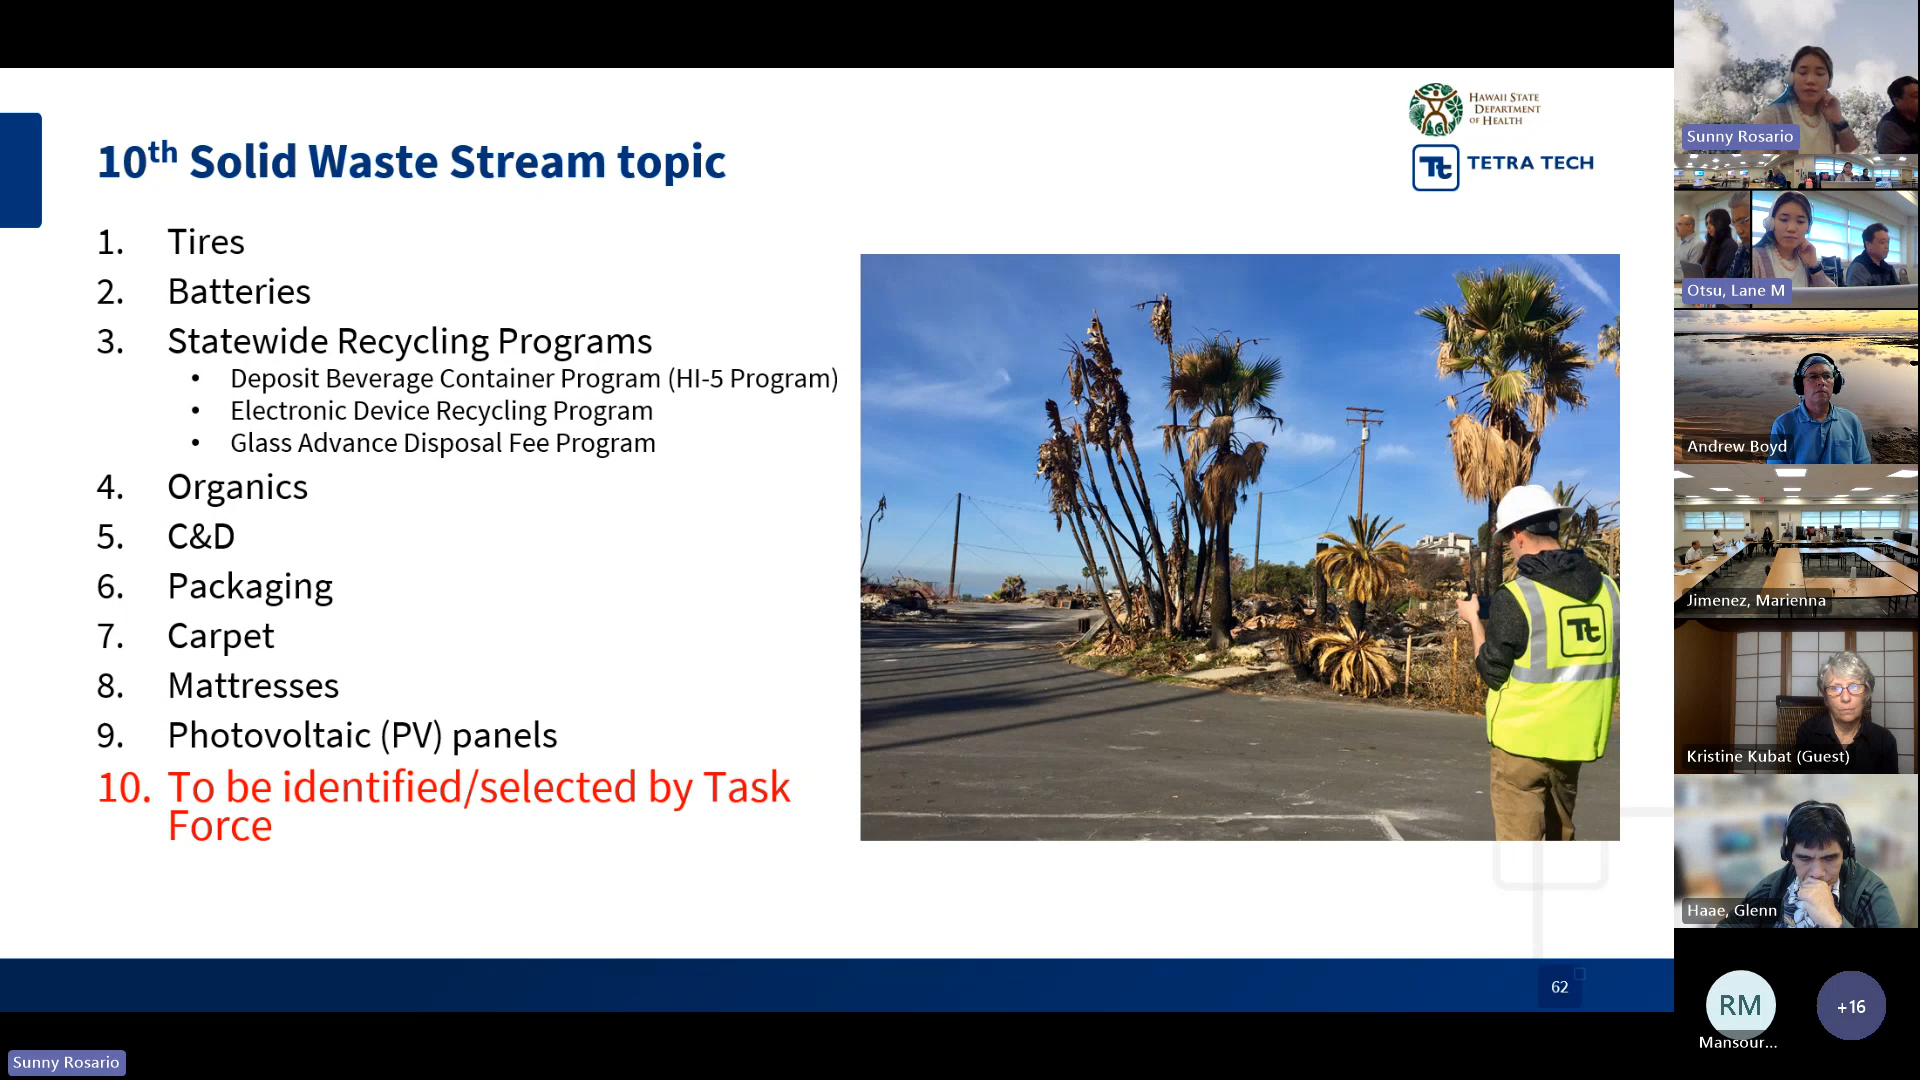 10th Solid Waste Stream topic
HAWAII STATE
DEPARTMENT
OF HEALTH
Tt TETRA TECH
1. Tires
2. Batteries
3. Statewide Recycling Programs
• Deposit Beverage Container Program (HI-5 Program)
• Electronic Device Recycling Program
• Glass Advance Disposal Fee Program
4. Organics
5. C&D
6. Packaging
7. Carpet
8. Mattresses
9. Photovoltaic (PV) panels
10. To be identified/selected by Task
Force
Tt
62
Sunny Rosario
Sunny Rosario
Otsu, Lane M
Andrew Boyd
Jimenez, Marienna
Kristine Kubat (Guest)
Haae, Glenn
RM
Mansour...
+16